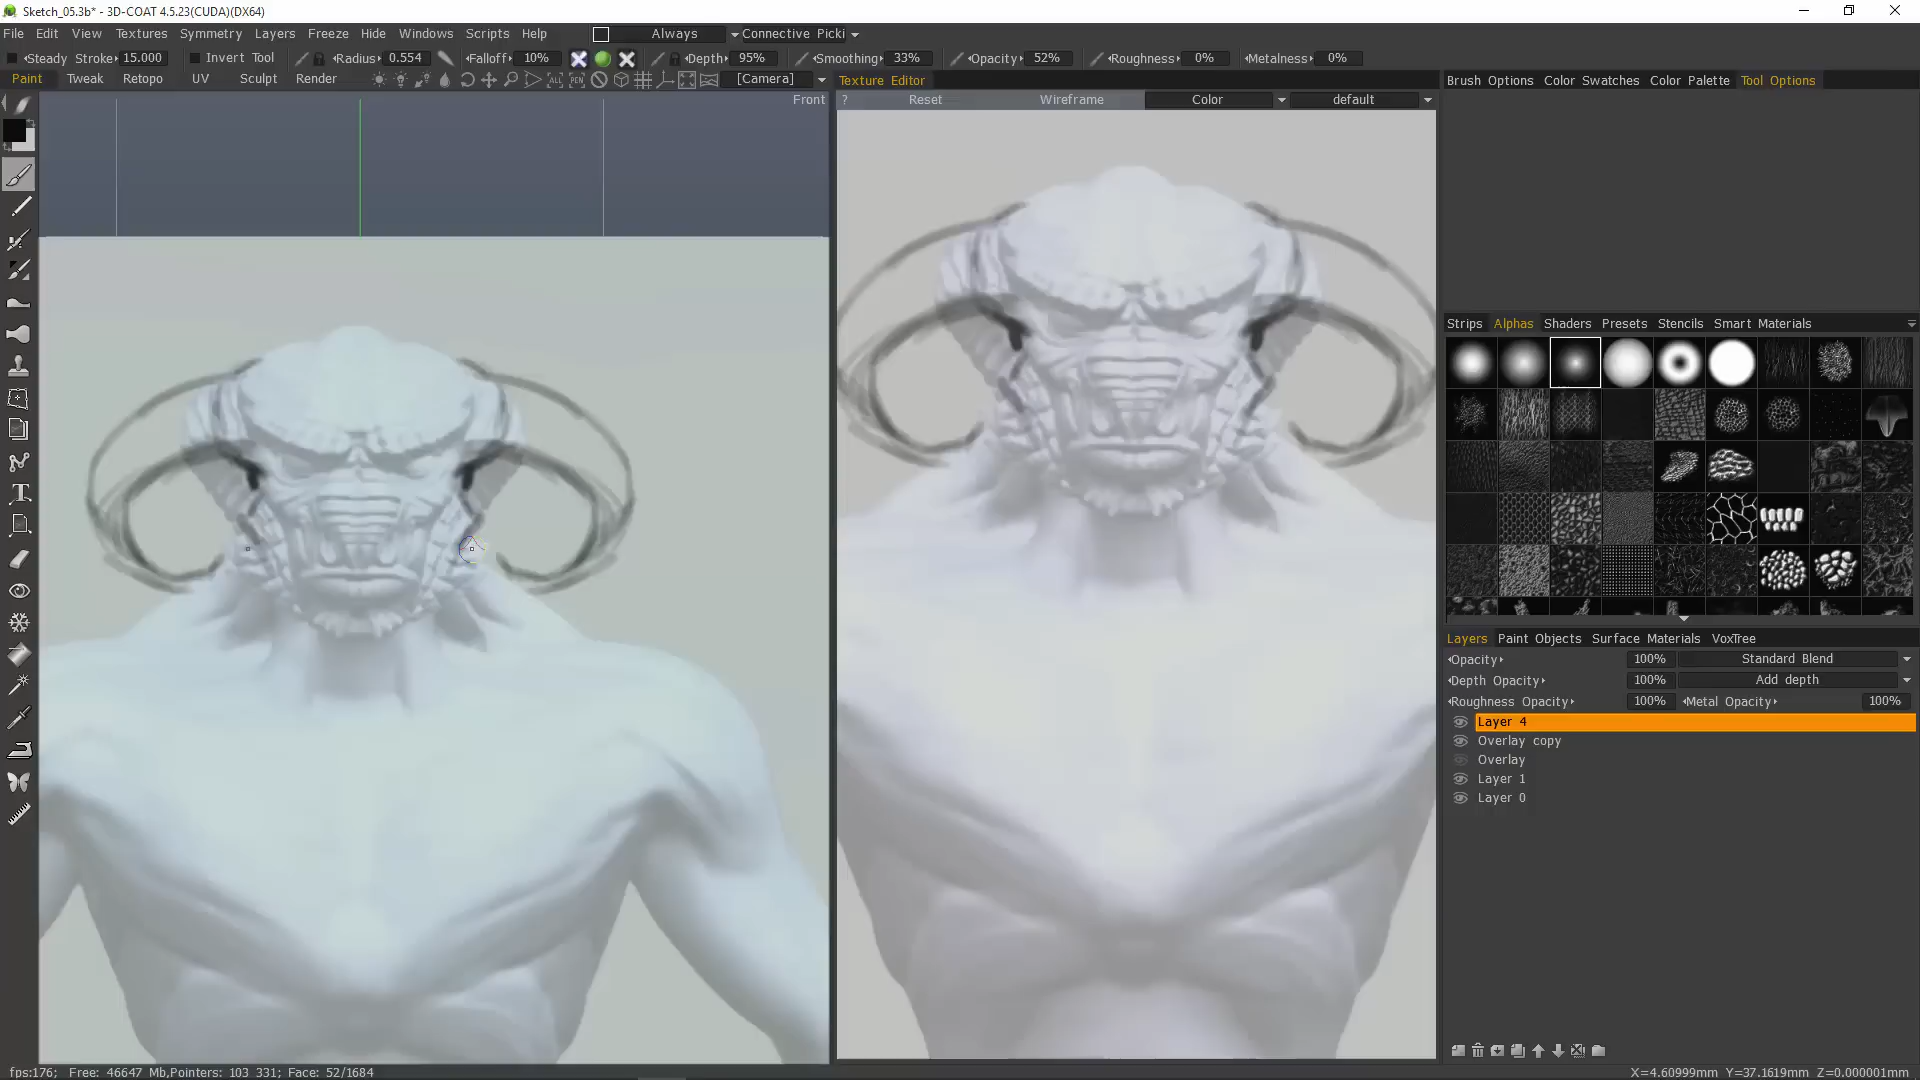 Sketch_05.3b* - 3D-COAT 4.5.23(CUDA)(DX64)
File Edit View Textures Symmetry Layers Freeze Hide Windows Scripts Help Always Connective Picki
Steady Stroke 15.000 Invert Tool Radius 0.554 Falloff 10% Depth 95% Smoothing 33% Opacity 52% Roughness 0% Metalness 0%
Paint Tweak Retopo UV Sculpt Render [Camera] Texture Editor Brush Options Color Swatches Color Palette Tool Options
Front ? Reset Wireframe Color default
Strips Alphas Shaders Presets Stencils Smart Materials
Layers Paint Objects Surface Materials VoxTree
Opacity 100% Standard Blend
Depth Opacity 100% Add depth
Roughness Opacity 100% Metal Opacity 100%
Layer 4
Overlay copy
Overlay
Layer 1
Layer 0
fps:176; Free: 46647 Mb,Pointers: 103 331; Face: 52/1684 X=4.60999mm Y=37.1619mm Z=0.000001mm